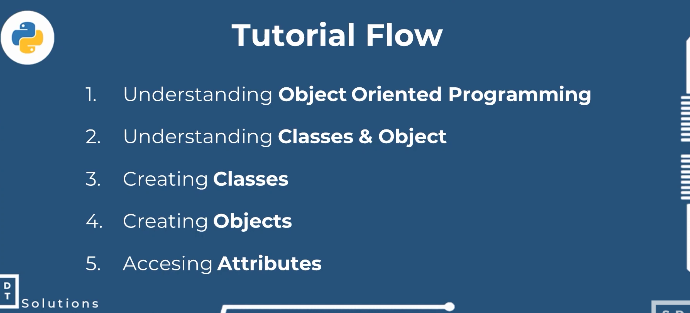 Tutorial Flow
1. Understanding Object Oriented Programming
2. Understanding Classes & Object
3. Creating Classes
4. Creating Objects
5. Accesing Attributes
D
T
Solutions